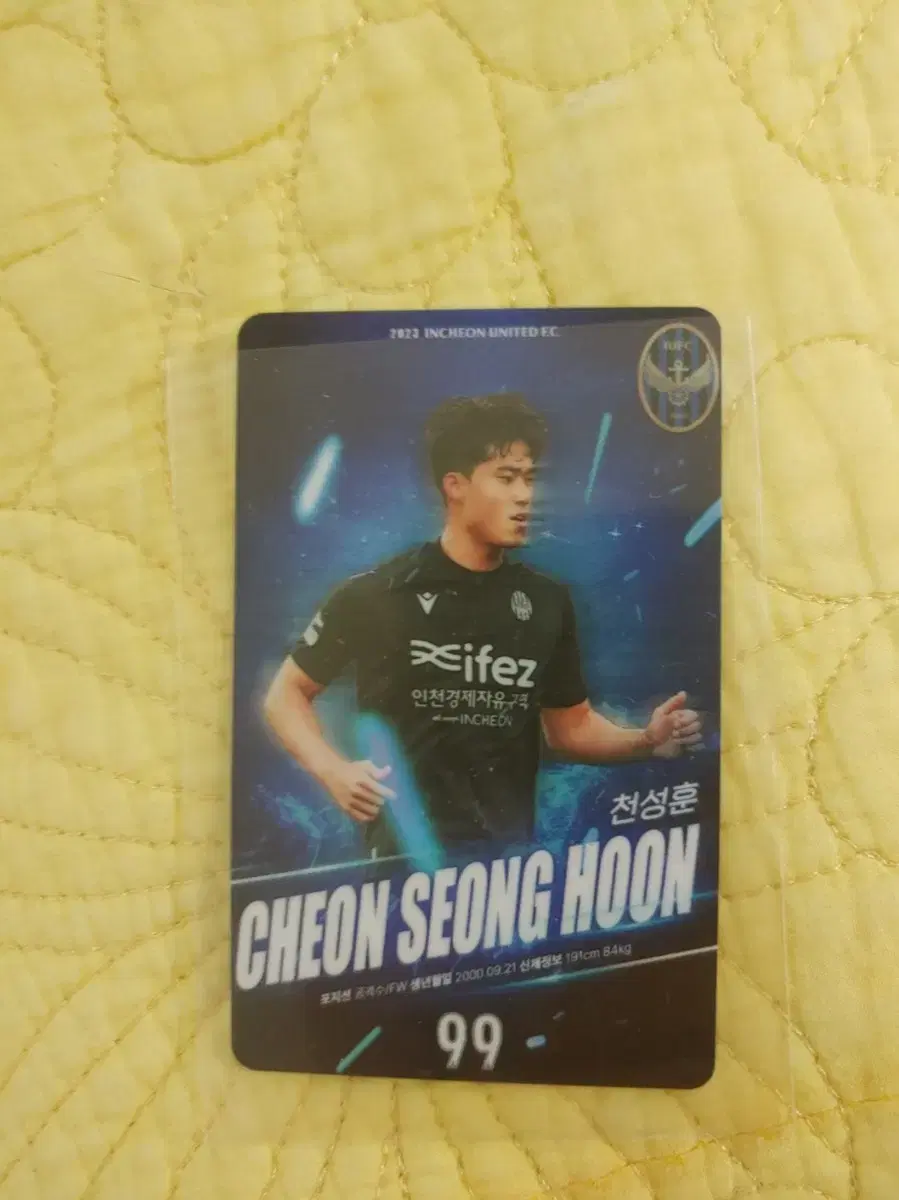 2023 INCHEON UNITED F.C.
IUFC
ifez
인천경제자유구역
INCHEON
천성훈
CHEON SEONG HOON
포지션 공격수/FW 생년월일 2000.09.21 신체정보 191cm 84kg
99